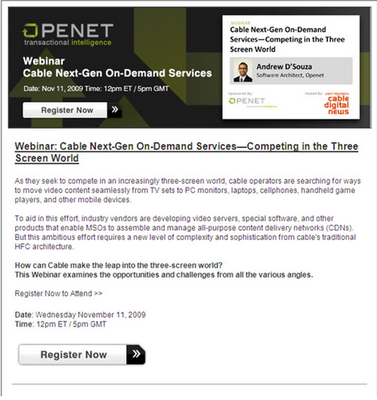 OPENET
transactional intelligence
Webinar
Cable Next-Gen On-Demand Services
Date: Nov 11, 2009 Time: 12pm ET / 5pm GMT
Register Now
WEBINAR
Cable Next-Gen On-Demand
Services—Competing in the Three
Screen World
Andrew D'Souza
Software Architect, Openet
Sponsored By:
OPENET
Hosted By:
cable
digital
news
Webinar: Cable Next-Gen On-Demand Services—Competing in the Three
Screen World
As they seek to compete in an increasingly three-screen world, cable operators are searching for ways
to move video content seamlessly from TV sets to PC monitors, laptops, cellphones, handheld game
players, and other mobile devices.
To aid in this effort, industry vendors are developing video servers, special software, and other
products that enable MSOs to assemble and manage all-purpose content delivery networks (CDNs).
But this ambitious effort requires a new level of complexity and sophistication from cable's traditional
HFC architecture.
How can Cable make the leap into the three-screen world?
This Webinar examines the opportunities and challenges from all the various angles.
Register Now to Attend >>
Date: Wednesday November 11, 2009
Time: 12pm ET / 5pm GMT
Register Now